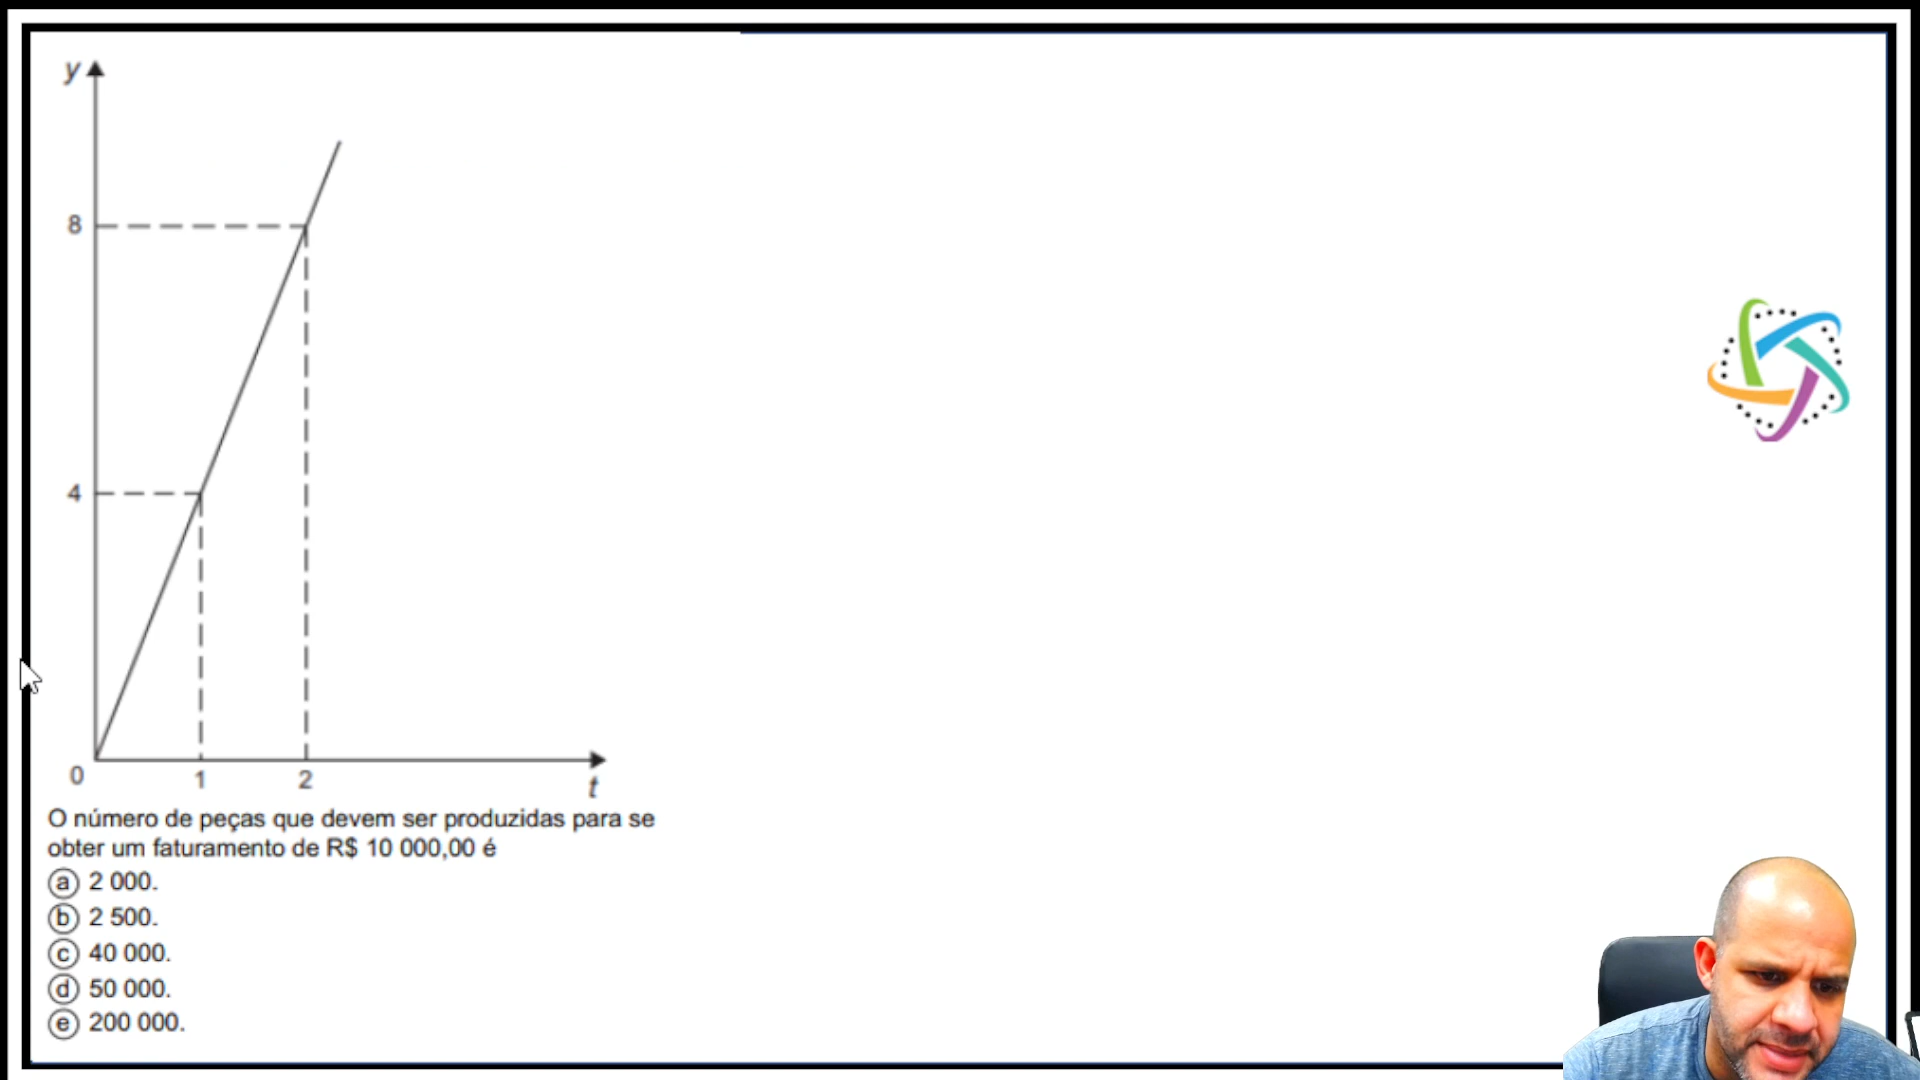 y
8
4
0
1
2
t
O número de peças que devem ser produzidas para se
obter um faturamento de R$ 10 000,00 é
a 2 000.
b 2 500.
c 40 000.
d 50 000.
e 200 000.